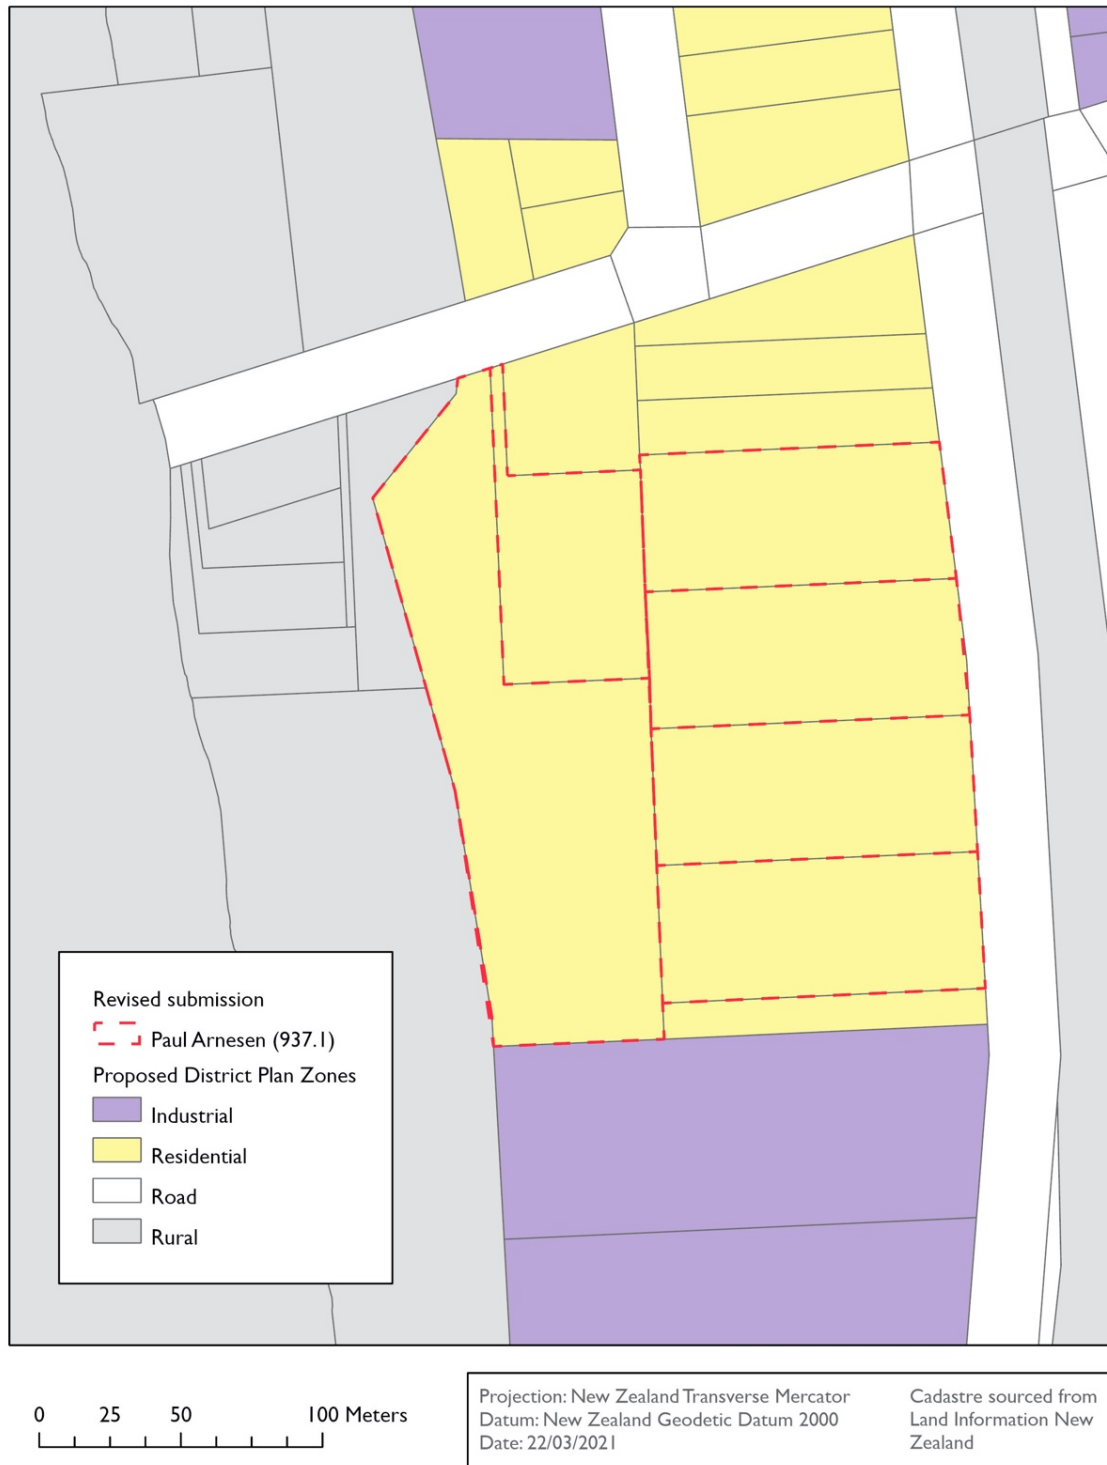 Revised submission
Paul Arnesen (937.1)
Proposed District Plan Zones
Industrial
Residential
Road
Rural
0 25 50 100 Meters
Projection: New Zealand Transverse Mercator
Datum: New Zealand Geodetic Datum 2000
Date: 22/03/2021
Cadastre sourced from
Land Information New
Zealand